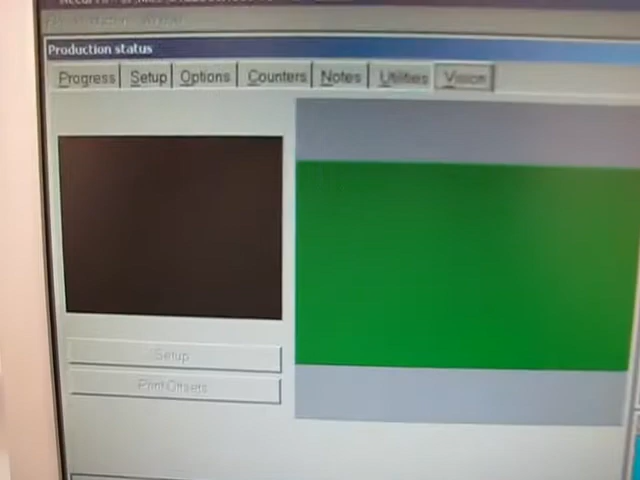 Production status
Progress Setup Options Counters Notes Utilities Vision
Setup
Print Offsets